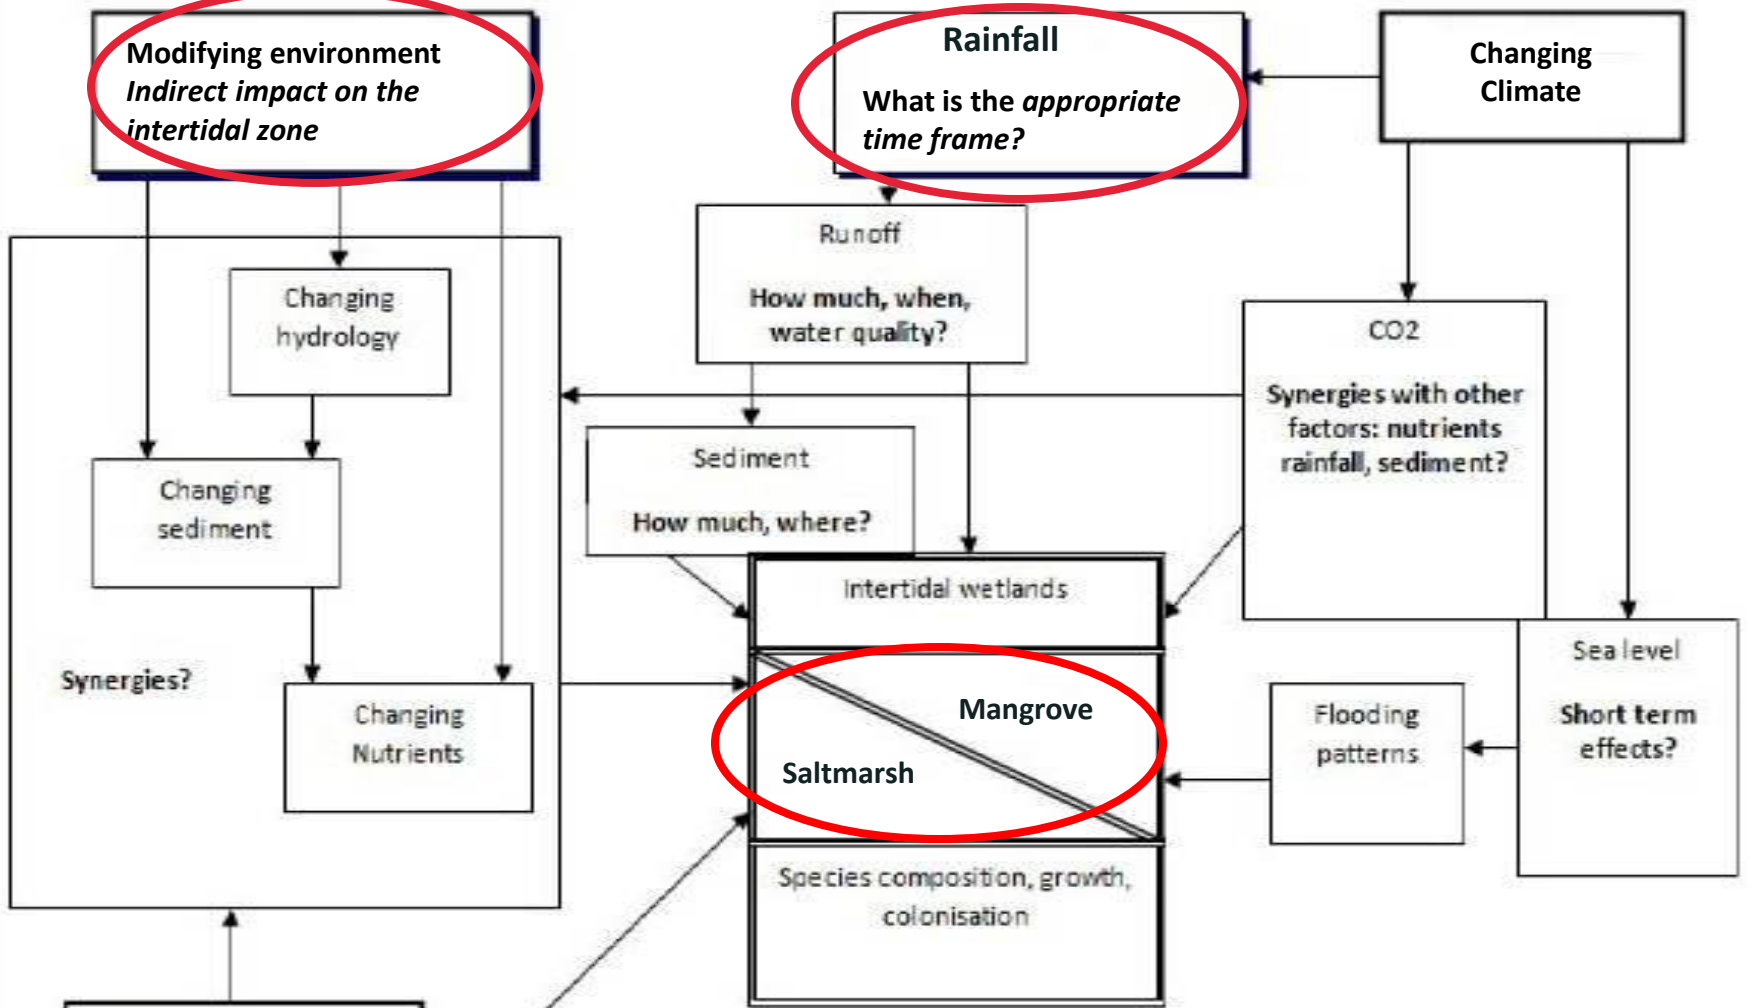 Modifying environment
Indirect impact on the
intertidal zone
Rainfall
What is the appropriate
time frame?
Changing
Climate
Runoff
How much, when,
water quality?
Changing
hydrology
CO2
Synergies with other
factors: nutrients
rainfall, sediment?
Sediment
How much, where?
Changing
sediment
Intertidal wetlands
Synergies?
Changing
Nutrients
Mangrove
Saltmarsh
Flooding
patterns
Sea level
Short term
effects?
Species composition, growth,
colonisation